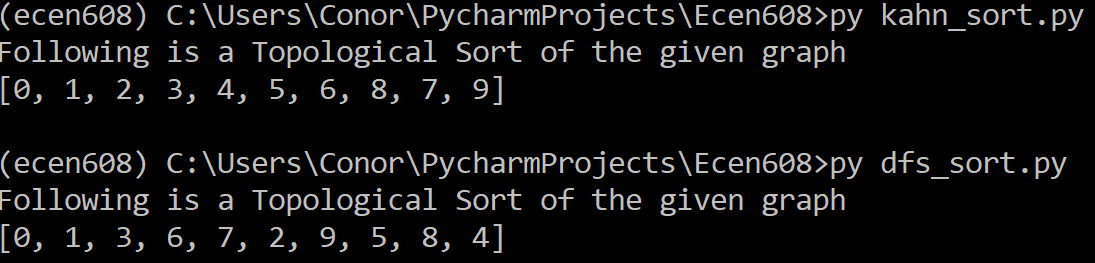 (ecen608) C:\Users\Conor\PycharmProjects\Ecen608>py kahn_sort.py
Following is a Topological Sort of the given graph
[0, 1, 2, 3, 4, 5, 6, 8, 7, 9]
(ecen608) C:\Users\Conor\PycharmProjects\Ecen608>py dfs_sort.py
Following is a Topological Sort of the given graph
[0, 1, 3, 6, 7, 2, 9, 5, 8, 4]